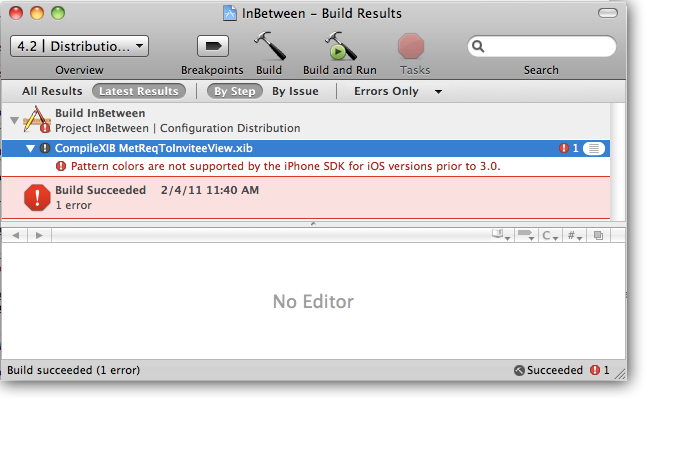 InBetween – Build Results
4.2 | Distributio...
Overview
Breakpoints
Build
Build and Run
Tasks
Search
All Results
Latest Results
By Step
By Issue
Errors Only
Build InBetween
Project InBetween | Configuration Distribution
CompileXIB MetReqToInviteeView.xib
1
Pattern colors are not supported by the iPhone SDK for iOS versions prior to 3.0.
Build Succeeded 2/4/11 11:40 AM
1 error
C
#
No Editor
Build succeeded (1 error)
Succeeded
1